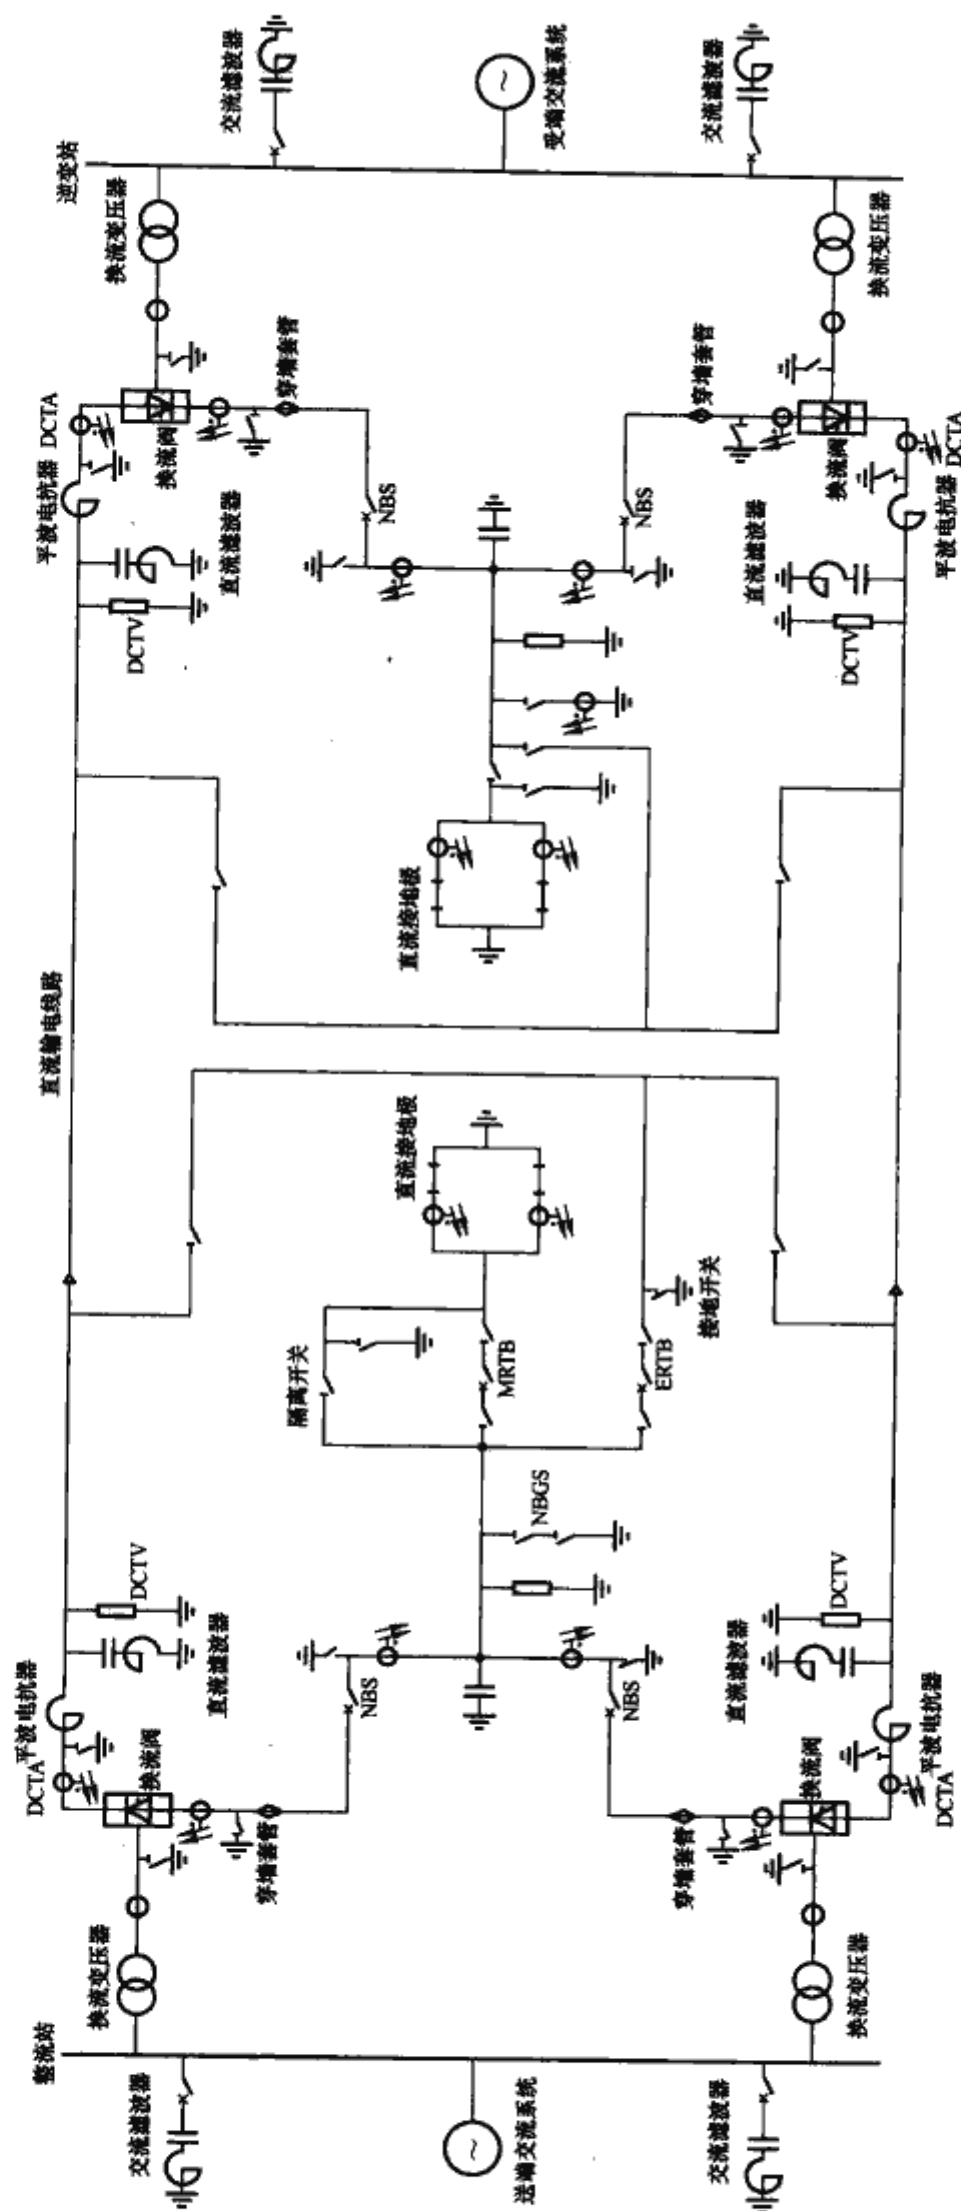 整流站
逆变站
交流滤波器
换流变压器
DCTA
平波电抗器
换流阀
穿墙套管
直流滤波器
DCTV
NBS
直流输电线路
隔离开关
直流接地极
MRTB
NBGS
ERTB
接地开关
送端交流系统
直流接地极
DCTV
直流滤波器
平波电抗器
DCTA
换流阀
穿墙套管
NBS
换流变压器
交流滤波器
受端交流系统
交流滤波器
换流变压器
穿墙套管
换流阀
DCTA
平波电抗器
NBS
直流滤波器
DCTV
DCTV
直流滤波器
NBS
平波电抗器
DCTA
换流阀
穿墙套管
换流变压器
交流滤波器